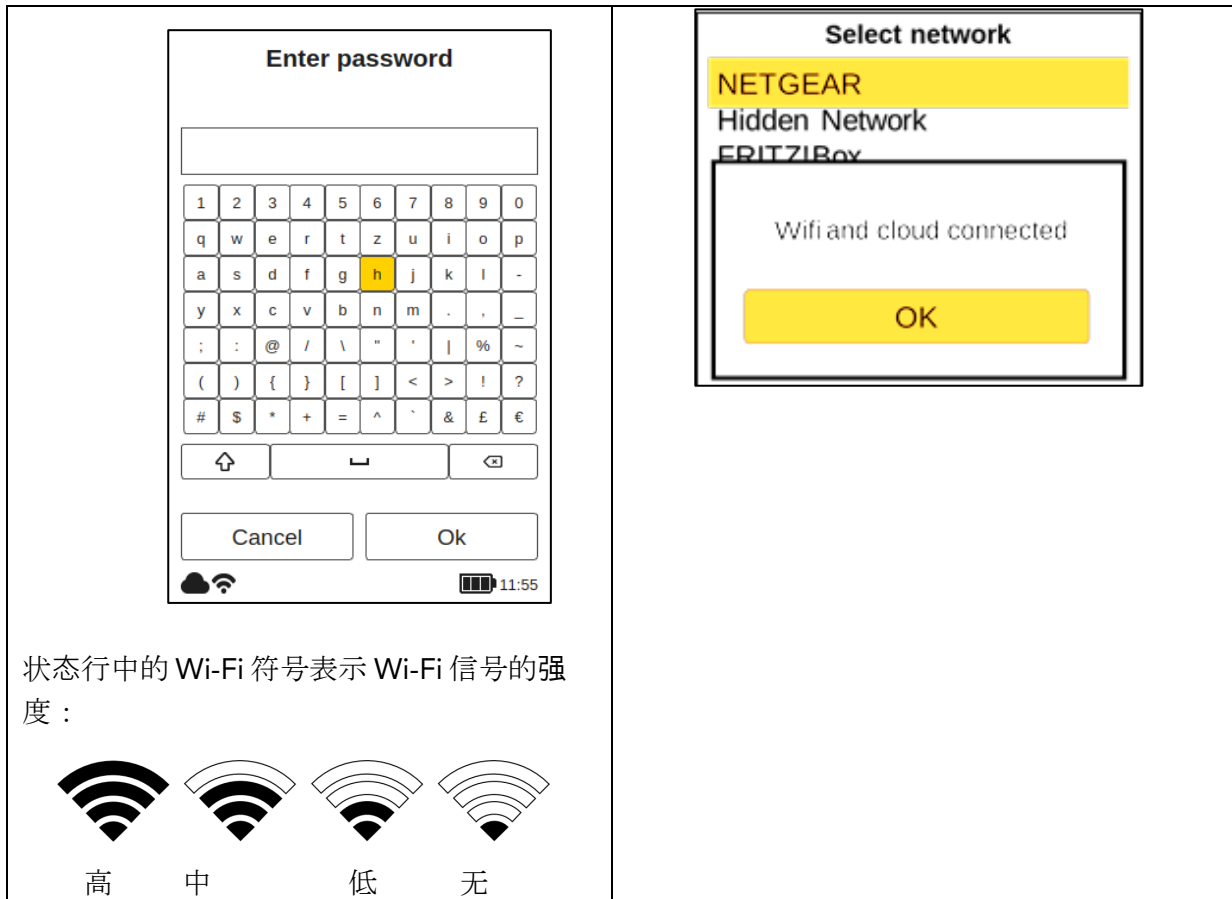 Enter password
1 2 3 4 5 6 7 8 9 0
q w e r t z u i o p
a s d f g h j k l -
y x c v b n m . , _
; : @ / \ " ' | % ~
( ) { } [ ] < > ! ?
# $ * + = ^ ` & £ €
Cancel Ok
11:55
状态行中的 Wi-Fi 符号表示 Wi-Fi 信号的强
度：
高 中 低 无
Select network
NETGEAR
Hidden Network
FRITZ!Box
Wifi and cloud connected
OK